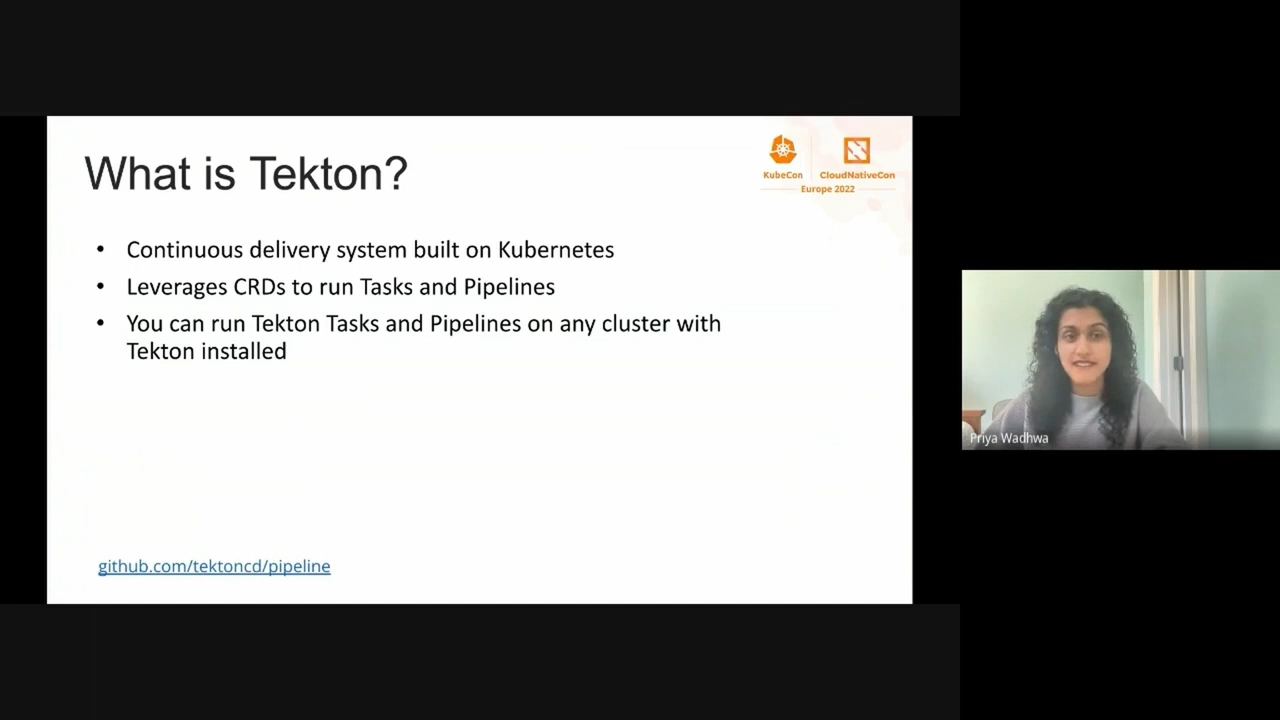 What is Tekton?
KubeCon
CloudNativeCon
Europe 2022
• Continuous delivery system built on Kubernetes
• Leverages CRDs to run Tasks and Pipelines
• You can run Tekton Tasks and Pipelines on any cluster with
Tekton installed
github.com/tektoncd/pipeline
Priya Wadhwa